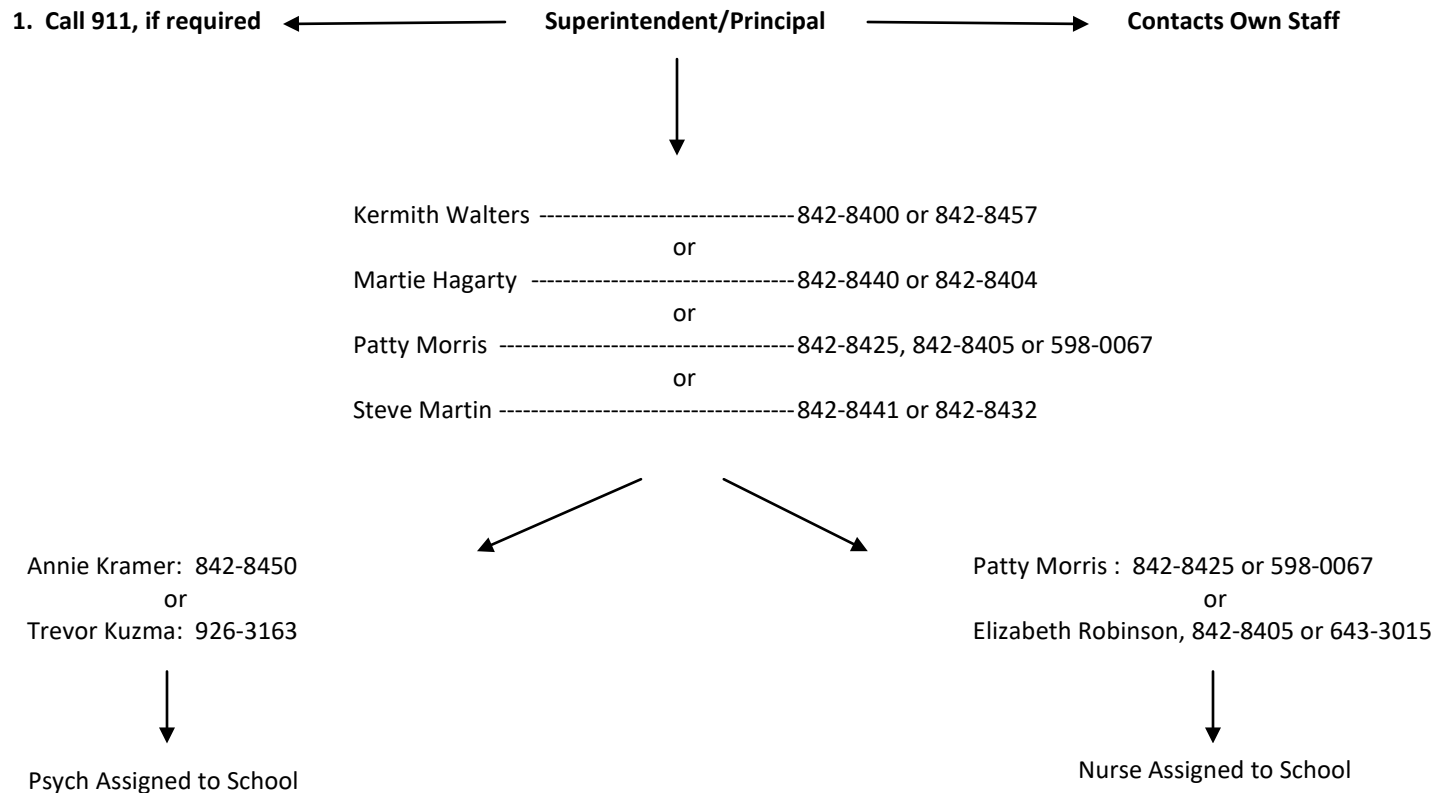 1. Call 911, if required Superintendent/Principal Contacts Own Staff
Kermith Walters --------------------------------842-8400 or 842-8457
or
Martie Hagarty ---------------------------------842-8440 or 842-8404
or
Patty Morris -------------------------------------842-8425, 842-8405 or 598-0067
or
Steve Martin -------------------------------------842-8441 or 842-8432
Annie Kramer: 842-8450
or
Trevor Kuzma: 926-3163
Psych Assigned to School
Patty Morris : 842-8425 or 598-0067
or
Elizabeth Robinson, 842-8405 or 643-3015
Nurse Assigned to School